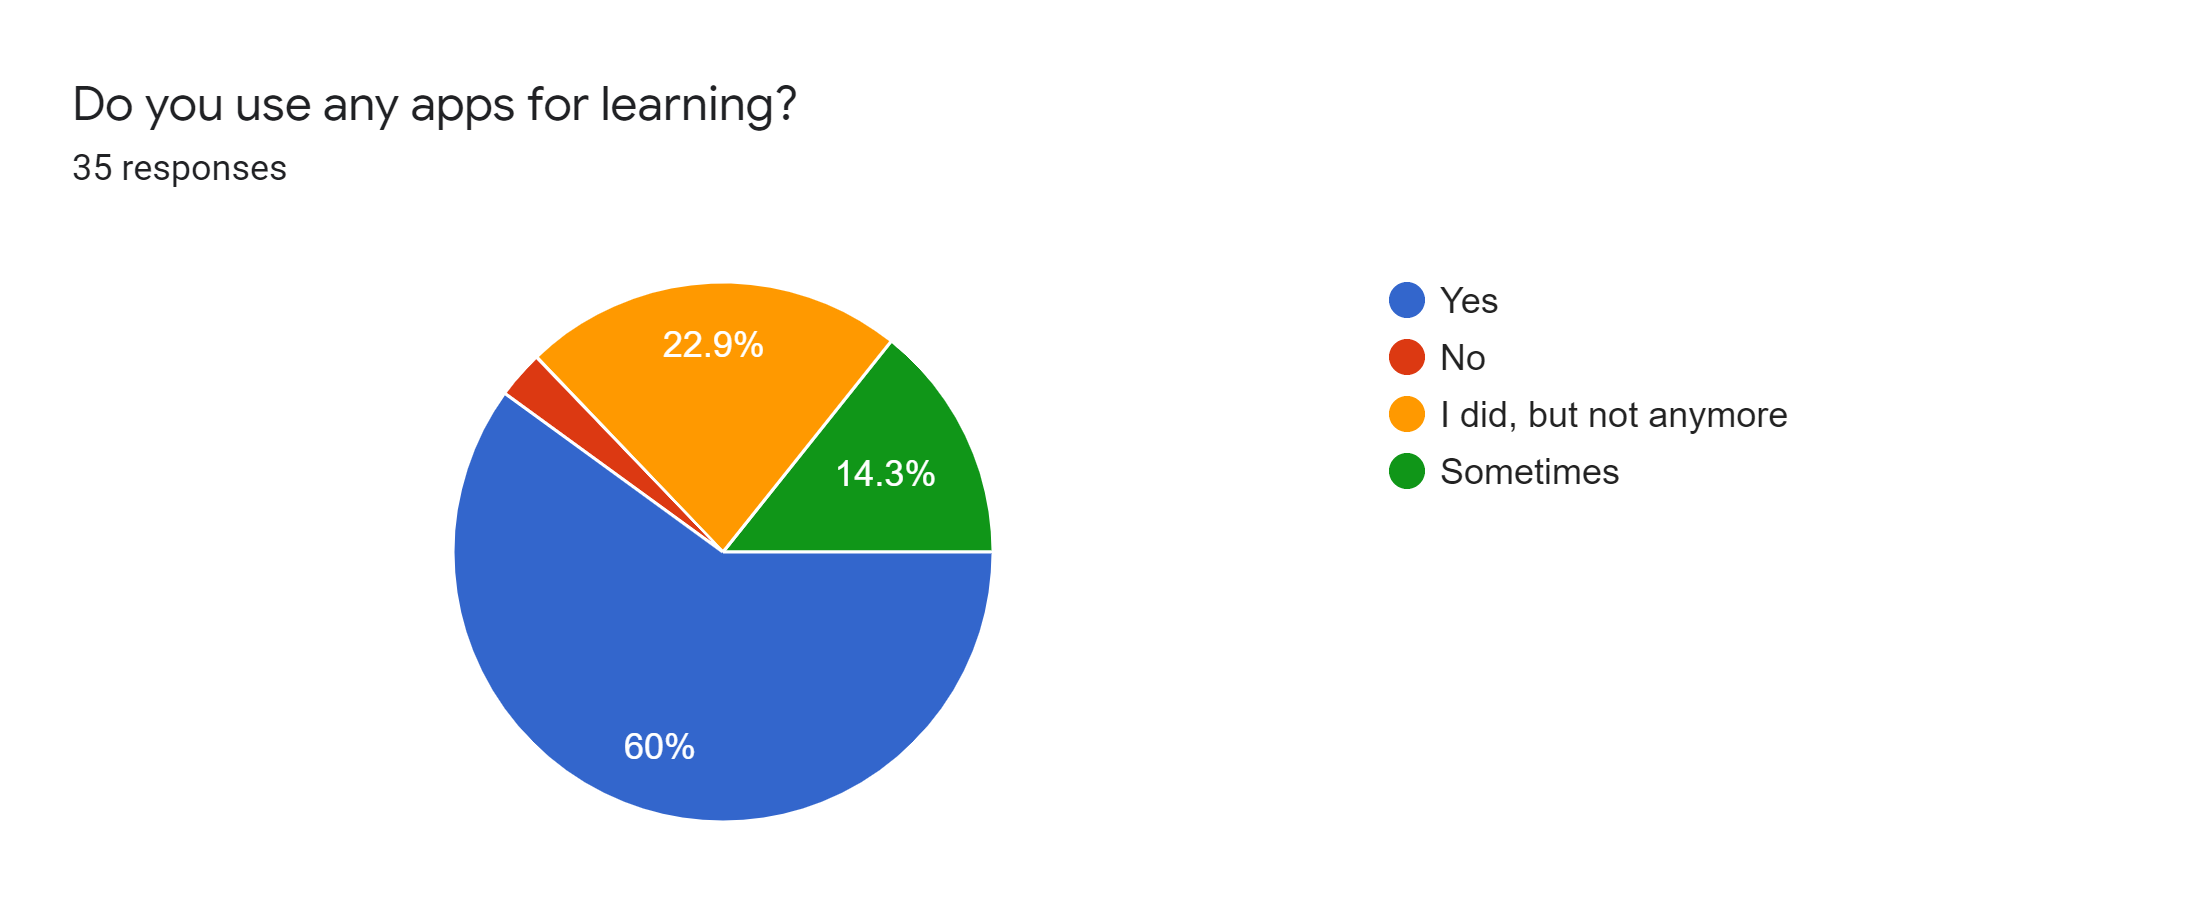 Do you use any apps for learning?
35 responses
22.9%
14.3%
60%
Yes
No
I did, but not anymore
Sometimes